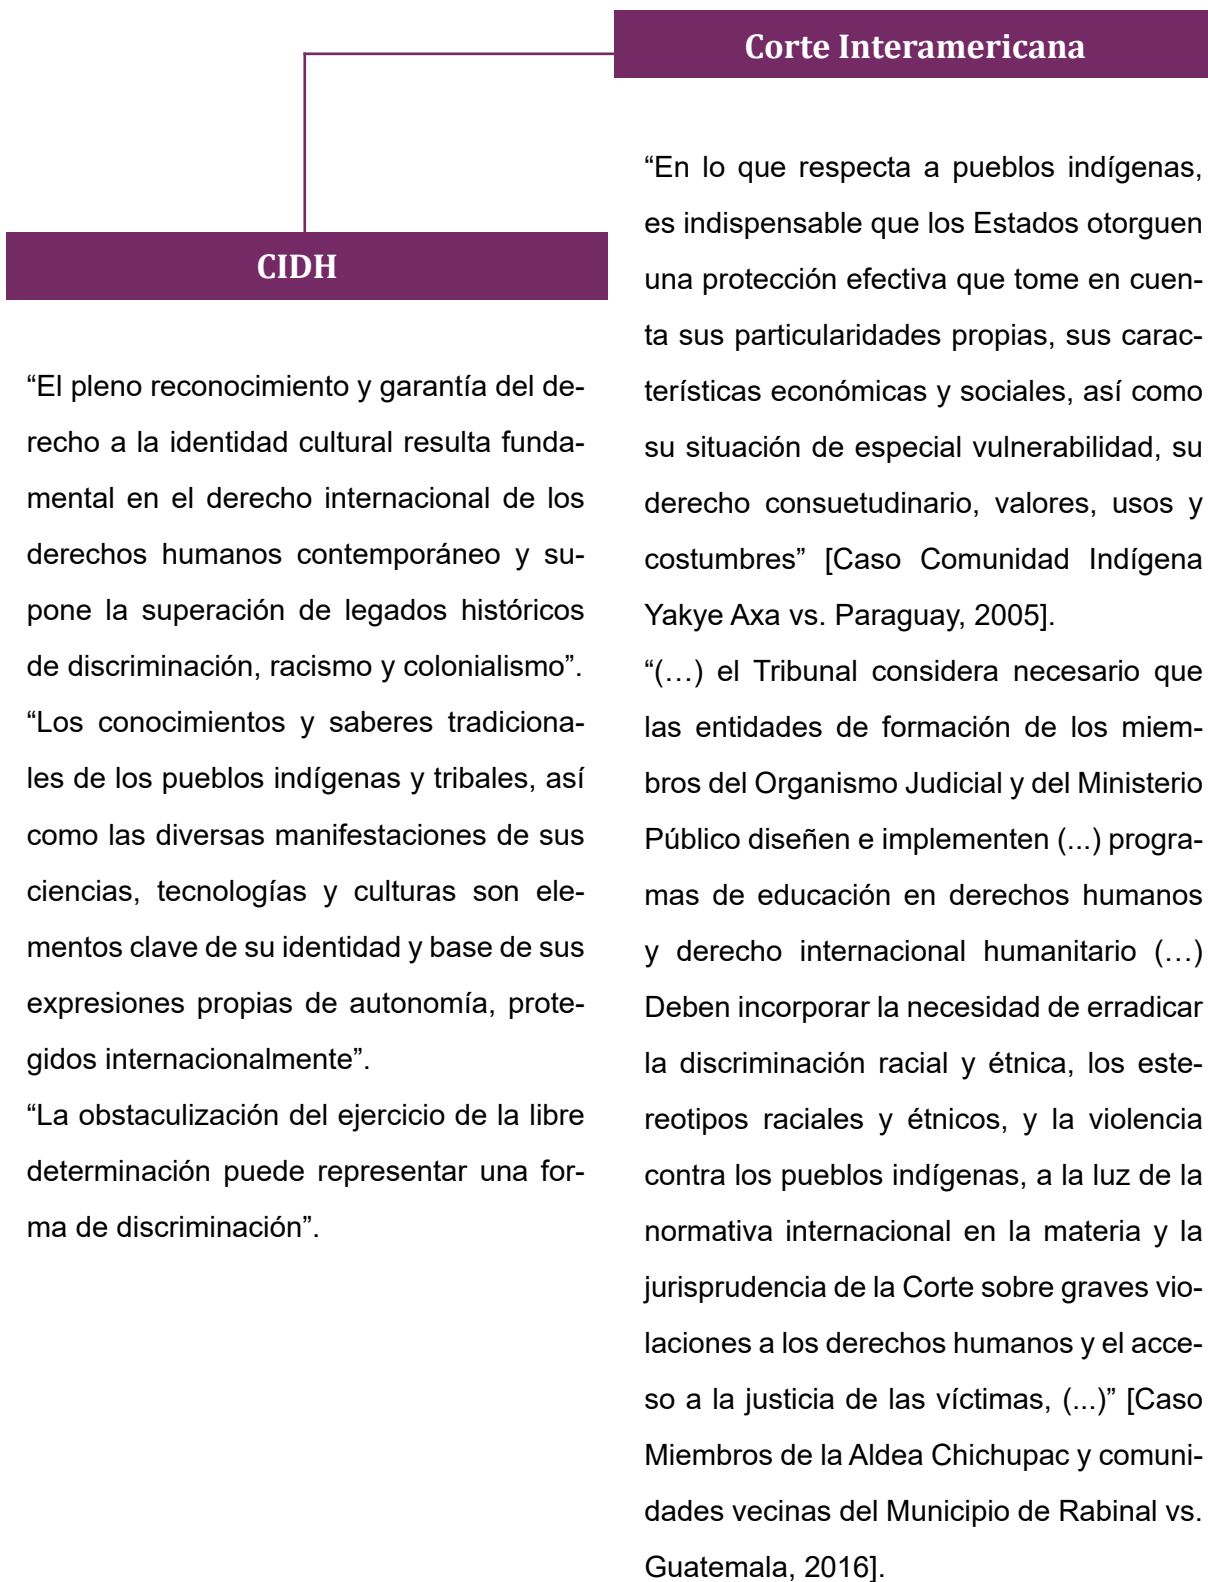 Corte Interamericana
CIDH
“El pleno reconocimiento y garantía del de-
recho a la identidad cultural resulta funda-
mental en el derecho internacional de los
derechos humanos contemporáneo y su-
pone la superación de legados históricos
de discriminación, racismo y colonialismo”.
“Los conocimientos y saberes tradiciona-
les de los pueblos indígenas y tribales, así
como las diversas manifestaciones de sus
ciencias, tecnologías y culturas son ele-
mentos clave de su identidad y base de sus
expresiones propias de autonomía, prote-
gidos internacionalmente”.
“La obstaculización del ejercicio de la libre
determinación puede representar una for-
ma de discriminación”.
“En lo que respecta a pueblos indígenas,
es indispensable que los Estados otorguen
una protección efectiva que tome en cuen-
ta sus particularidades propias, sus carac-
terísticas económicas y sociales, así como
su situación de especial vulnerabilidad, su
derecho consuetudinario, valores, usos y
costumbres” [Caso Comunidad Indígena
Yakye Axa vs. Paraguay, 2005].
“(…) el Tribunal considera necesario que
las entidades de formación de los miem-
bros del Organismo Judicial y del Ministerio
Público diseñen e implementen (...) progra-
mas de educación en derechos humanos
y derecho internacional humanitario (…)
Deben incorporar la necesidad de erradicar
la discriminación racial y étnica, los este-
reotipos raciales y étnicos, y la violencia
contra los pueblos indígenas, a la luz de la
normativa internacional en la materia y la
jurisprudencia de la Corte sobre graves vio-
laciones a los derechos humanos y el acce-
so a la justicia de las víctimas, (...)” [Caso
Miembros de la Aldea Chichupac y comuni-
dades vecinas del Municipio de Rabinal vs.
Guatemala, 2016].